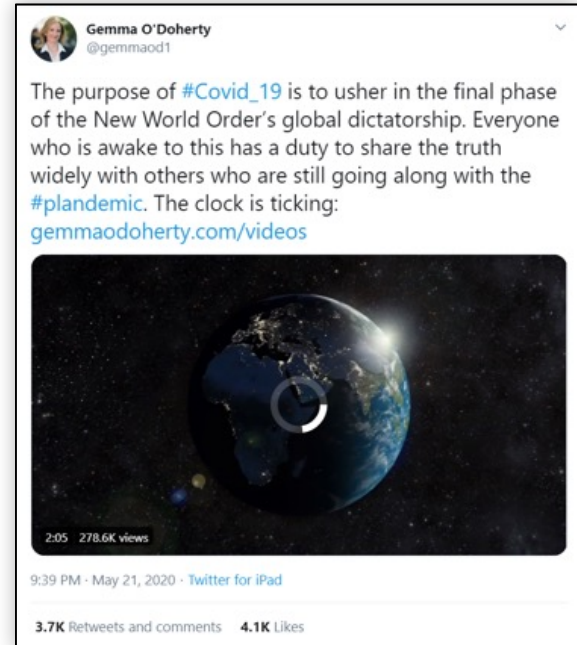 Gemma O'Doherty
@gemmaod1
The purpose of #Covid_19 is to usher in the final phase
of the New World Order's global dictatorship. Everyone
who is awake to this has a duty to share the truth
widely with others who are still going along with the
#plandemic. The clock is ticking:
gemmaodoherty.com/videos
2:05 278.6K views
9:39 PM · May 21, 2020 · Twitter for iPad
3.7K Retweets and comments 4.1K Likes